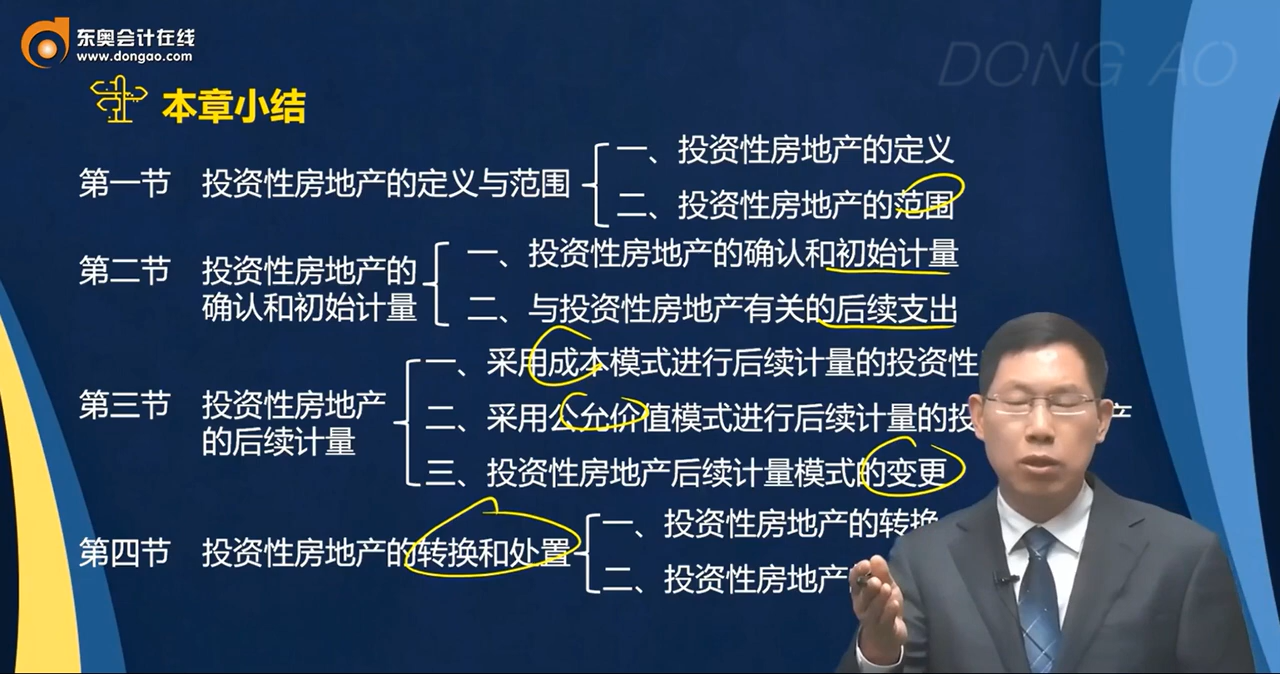 东奥会计在线
www.dongao.com
DONG AO
本章小结
第一节 投资性房地产的定义与范围
一、投资性房地产的定义
二、投资性房地产的范围
第二节 投资性房地产的
确认和初始计量
一、投资性房地产的确认和初始计量
二、与投资性房地产有关的后续支出
第三节 投资性房地产
的后续计量
一、采用成本模式进行后续计量的投资性
二、采用公允价值模式进行后续计量的投 产
三、投资性房地产后续计量模式的变更
第四节 投资性房地产的转换和处置
一、投资性房地产的转换
二、投资性房地产